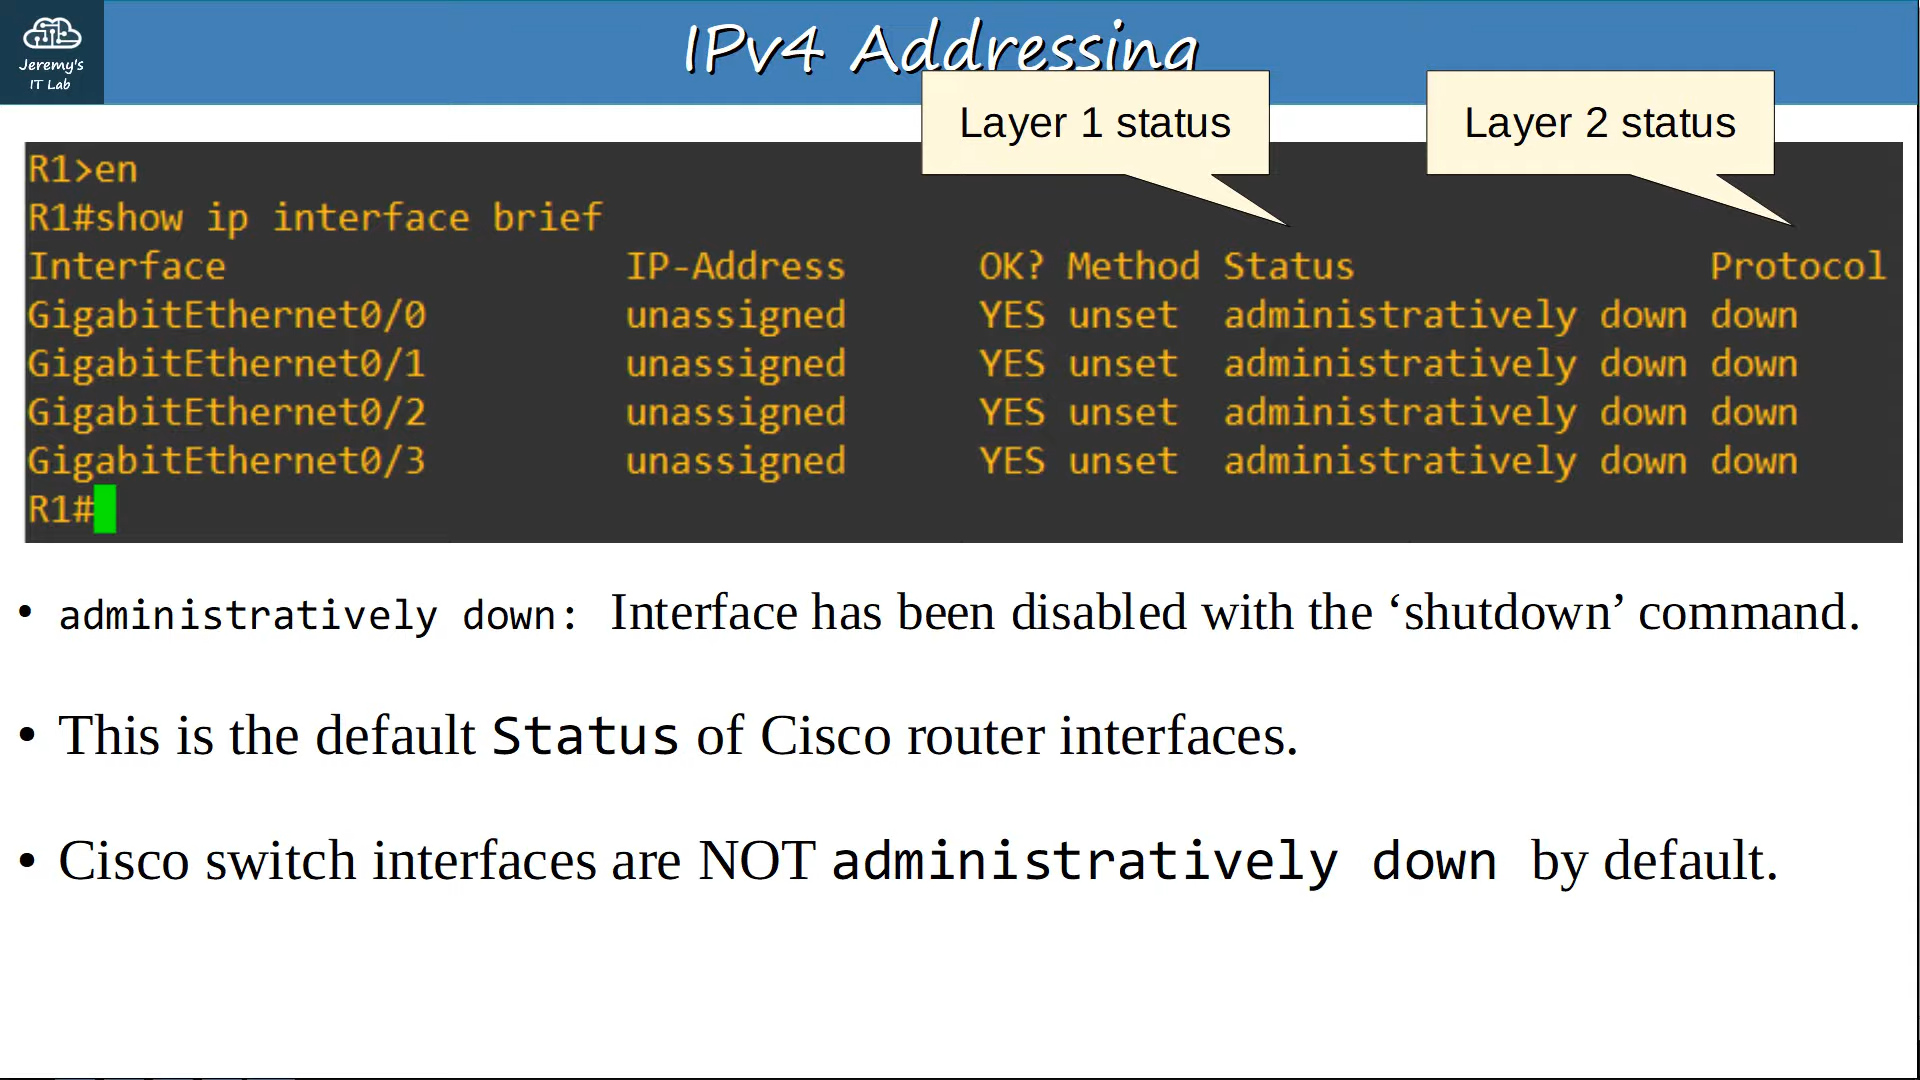 Jeremy's
IT Lab
IPv4 Addressing
Layer 1 status
Layer 2 status
R1>en
R1#show ip interface brief
Interface IP-Address OK? Method Status Protocol
GigabitEthernet0/0 unassigned YES unset administratively down down
GigabitEthernet0/1 unassigned YES unset administratively down down
GigabitEthernet0/2 unassigned YES unset administratively down down
GigabitEthernet0/3 unassigned YES unset administratively down down
R1#
• administratively down: Interface has been disabled with the ‘shutdown’ command.
• This is the default Status of Cisco router interfaces.
• Cisco switch interfaces are NOT administratively down by default.